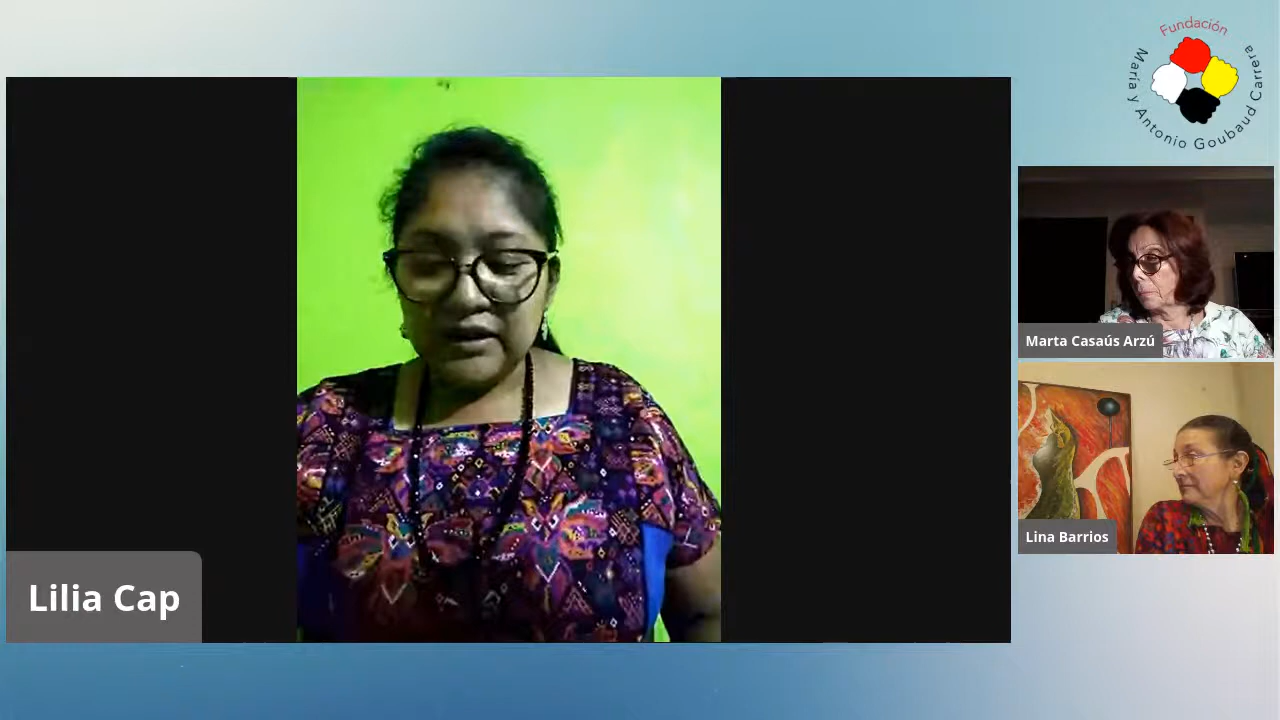 Fundación
María y Antonio Goubaud Carrera
Marta Casaús Arzú
Lina Barrios
Lilia Cap